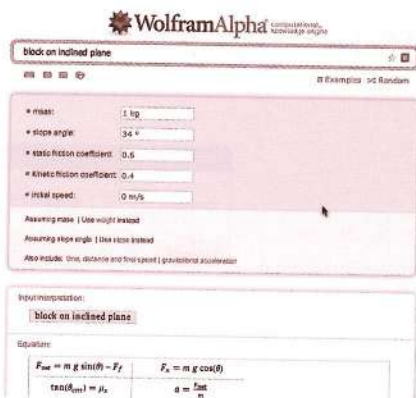 WolframAlpha computational... knowledge engine
block on inclined plane
Examples Random
mass: 1 kg
slope angle: 34 °
static friction coefficient: 0.6
kinetic friction coefficient: 0.4
initial speed: 0 m/s
Assuming mass | Use weight instead
Assuming slope angle | Use slope instead
Also include: time, distance and final speed | gravitational acceleration
Input interpretation:
block on inclined plane
Equations:
F_net = m g sin(θ) – F_f F_n = m g cos(θ)
tan(θ_crit) = μ_s a = F_net / m